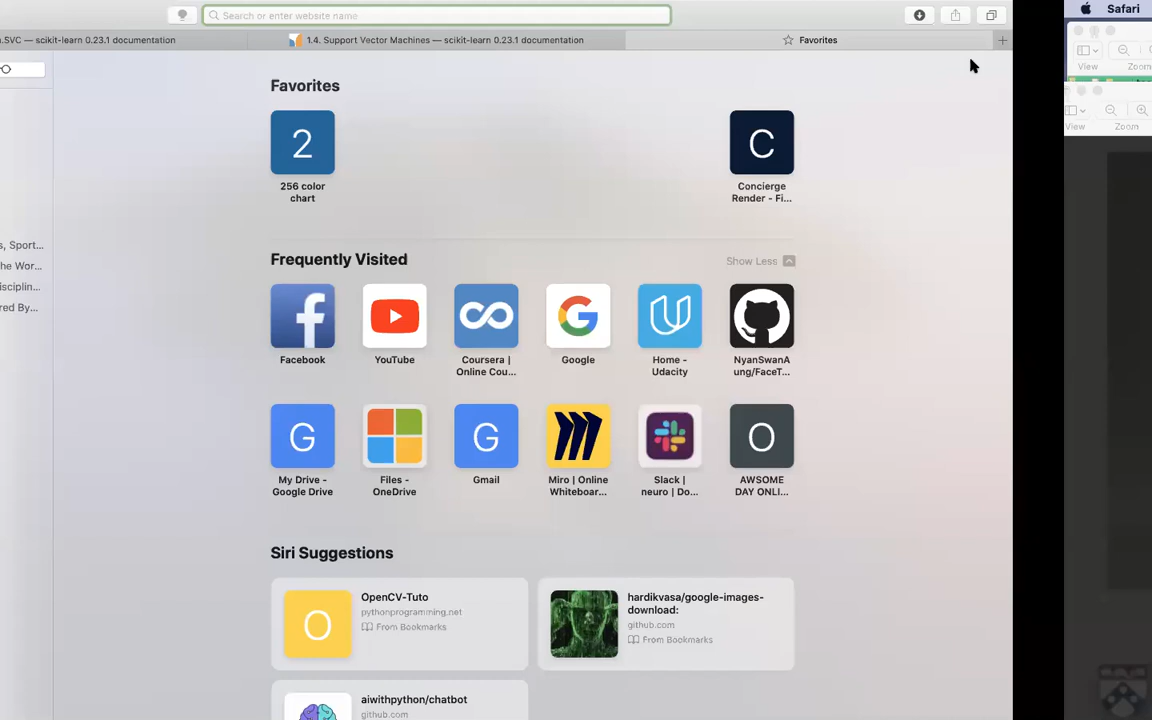 Safari
Search or enter website name
.SVC — scikit-learn 0.23.1 documentation
1.4. Support Vector Machines — scikit-learn 0.23.1 documentation
Favorites
View
Zoom
View
Zoom
Favorites
2
C
256 color
chart
Concierge
Render - Fi...
s, Sport...
he Wor...
isciplin...
red By...
Frequently Visited
Show Less
Facebook
YouTube
Coursera |
Online Cou...
Google
Home -
Udacity
NyanSwanA
ung/FaceT...
G
G
O
My Drive -
Google Drive
Files -
OneDrive
Gmail
Miro | Online
Whiteboar...
Slack |
neuro | Do...
AWSOME
DAY ONLI...
Siri Suggestions
O
OpenCV-Tuto
pythonprogramming.net
From Bookmarks
hardikvasa/google-images-
download:
github.com
From Bookmarks
aiwithpython/chatbot
github.com